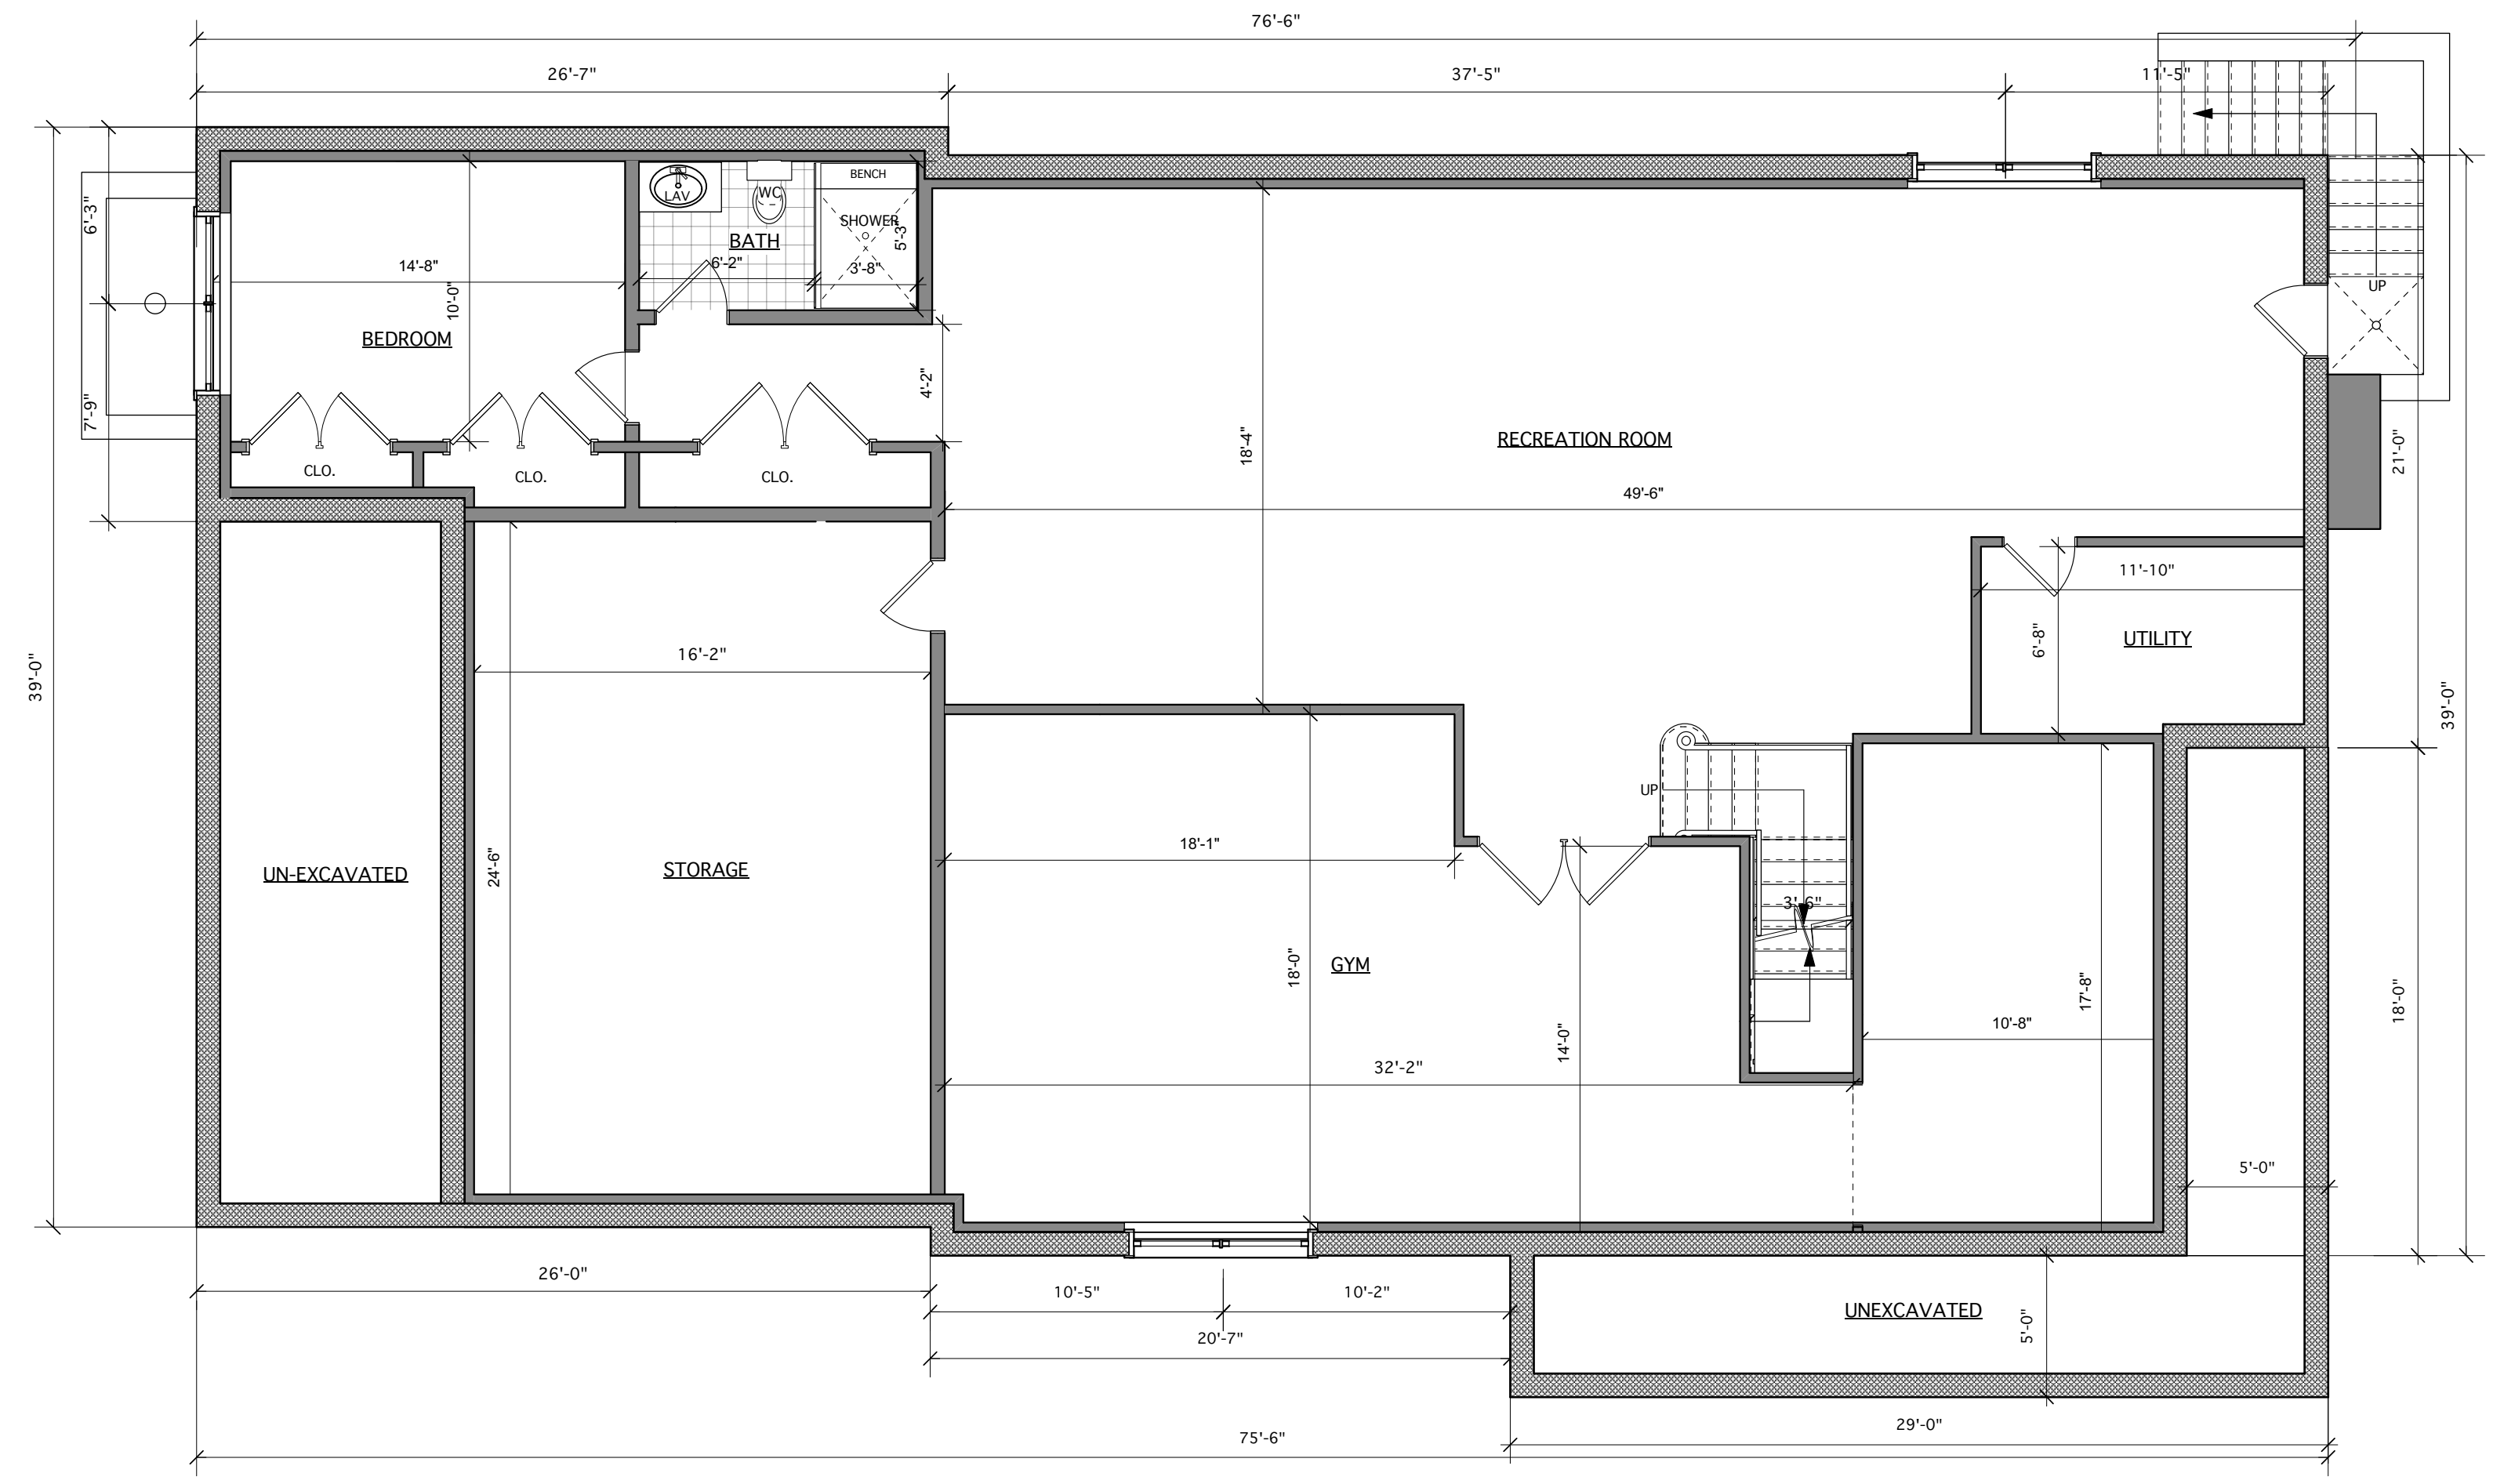 76'-6"
26'-7"
37'-5"
11'-5"
BENCH
LAV
WC
SHOWER
6'-3"
5'-3"
BATH
14'-8"
6'-2"
3'-8"
UP
10'-0"
BEDROOM
4'-2"
7'-9"
RECREATION ROOM
18'-4"
21'-0"
CLO.
CLO.
CLO.
49'-6"
11'-10"
UTILITY
6'-8"
16'-2"
39'-0"
39'-0"
UP
18'-1"
UN-EXCAVATED
24'-6"
STORAGE
3'-6"
GYM
18'-0"
17'-8"
18'-0"
10'-8"
14'-0"
32'-2"
5'-0"
26'-0"
10'-5"
10'-2"
UNEXCAVATED
5'-0"
20'-7"
29'-0"
75'-6"